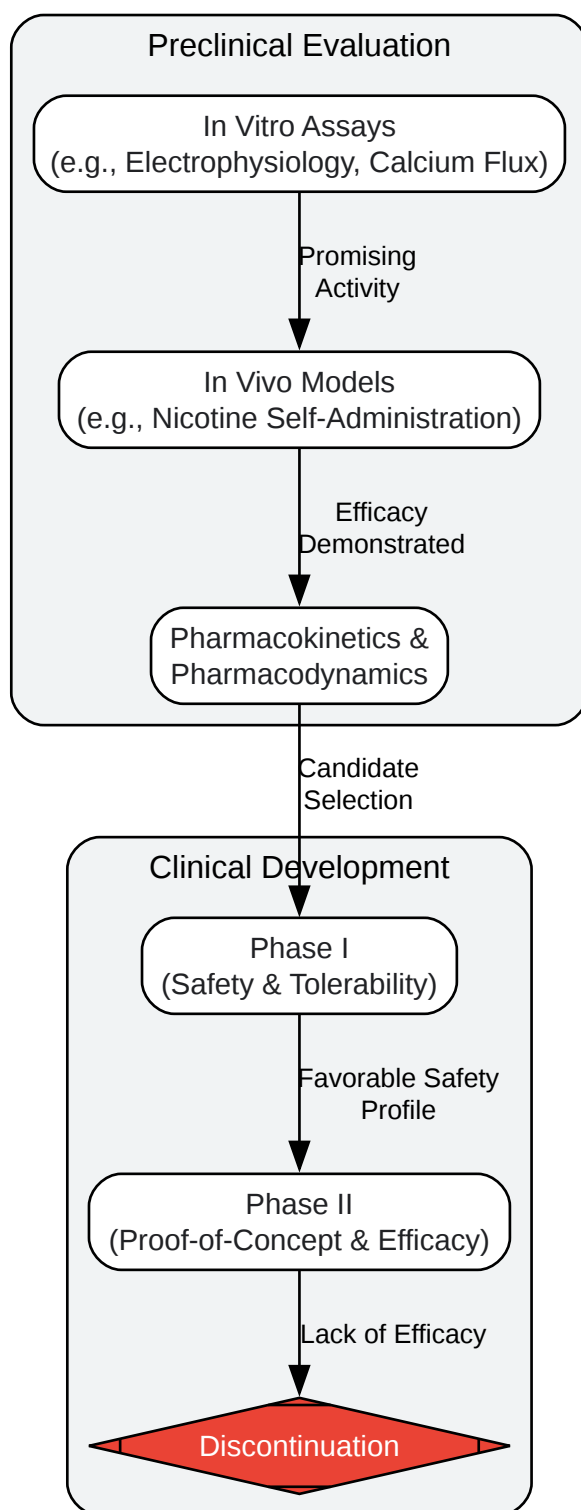 Preclinical Evaluation
In Vitro Assays
(e.g., Electrophysiology, Calcium Flux)
Promising
Activity
In Vivo Models
(e.g., Nicotine Self-Administration)
Efficacy
Demonstrated
Pharmacokinetics &
Pharmacodynamics
Candidate
Selection
Clinical Development
Phase I
(Safety & Tolerability)
Favorable Safety
Profile
Phase II
(Proof-of-Concept & Efficacy)
Lack of Efficacy
Discontinuation